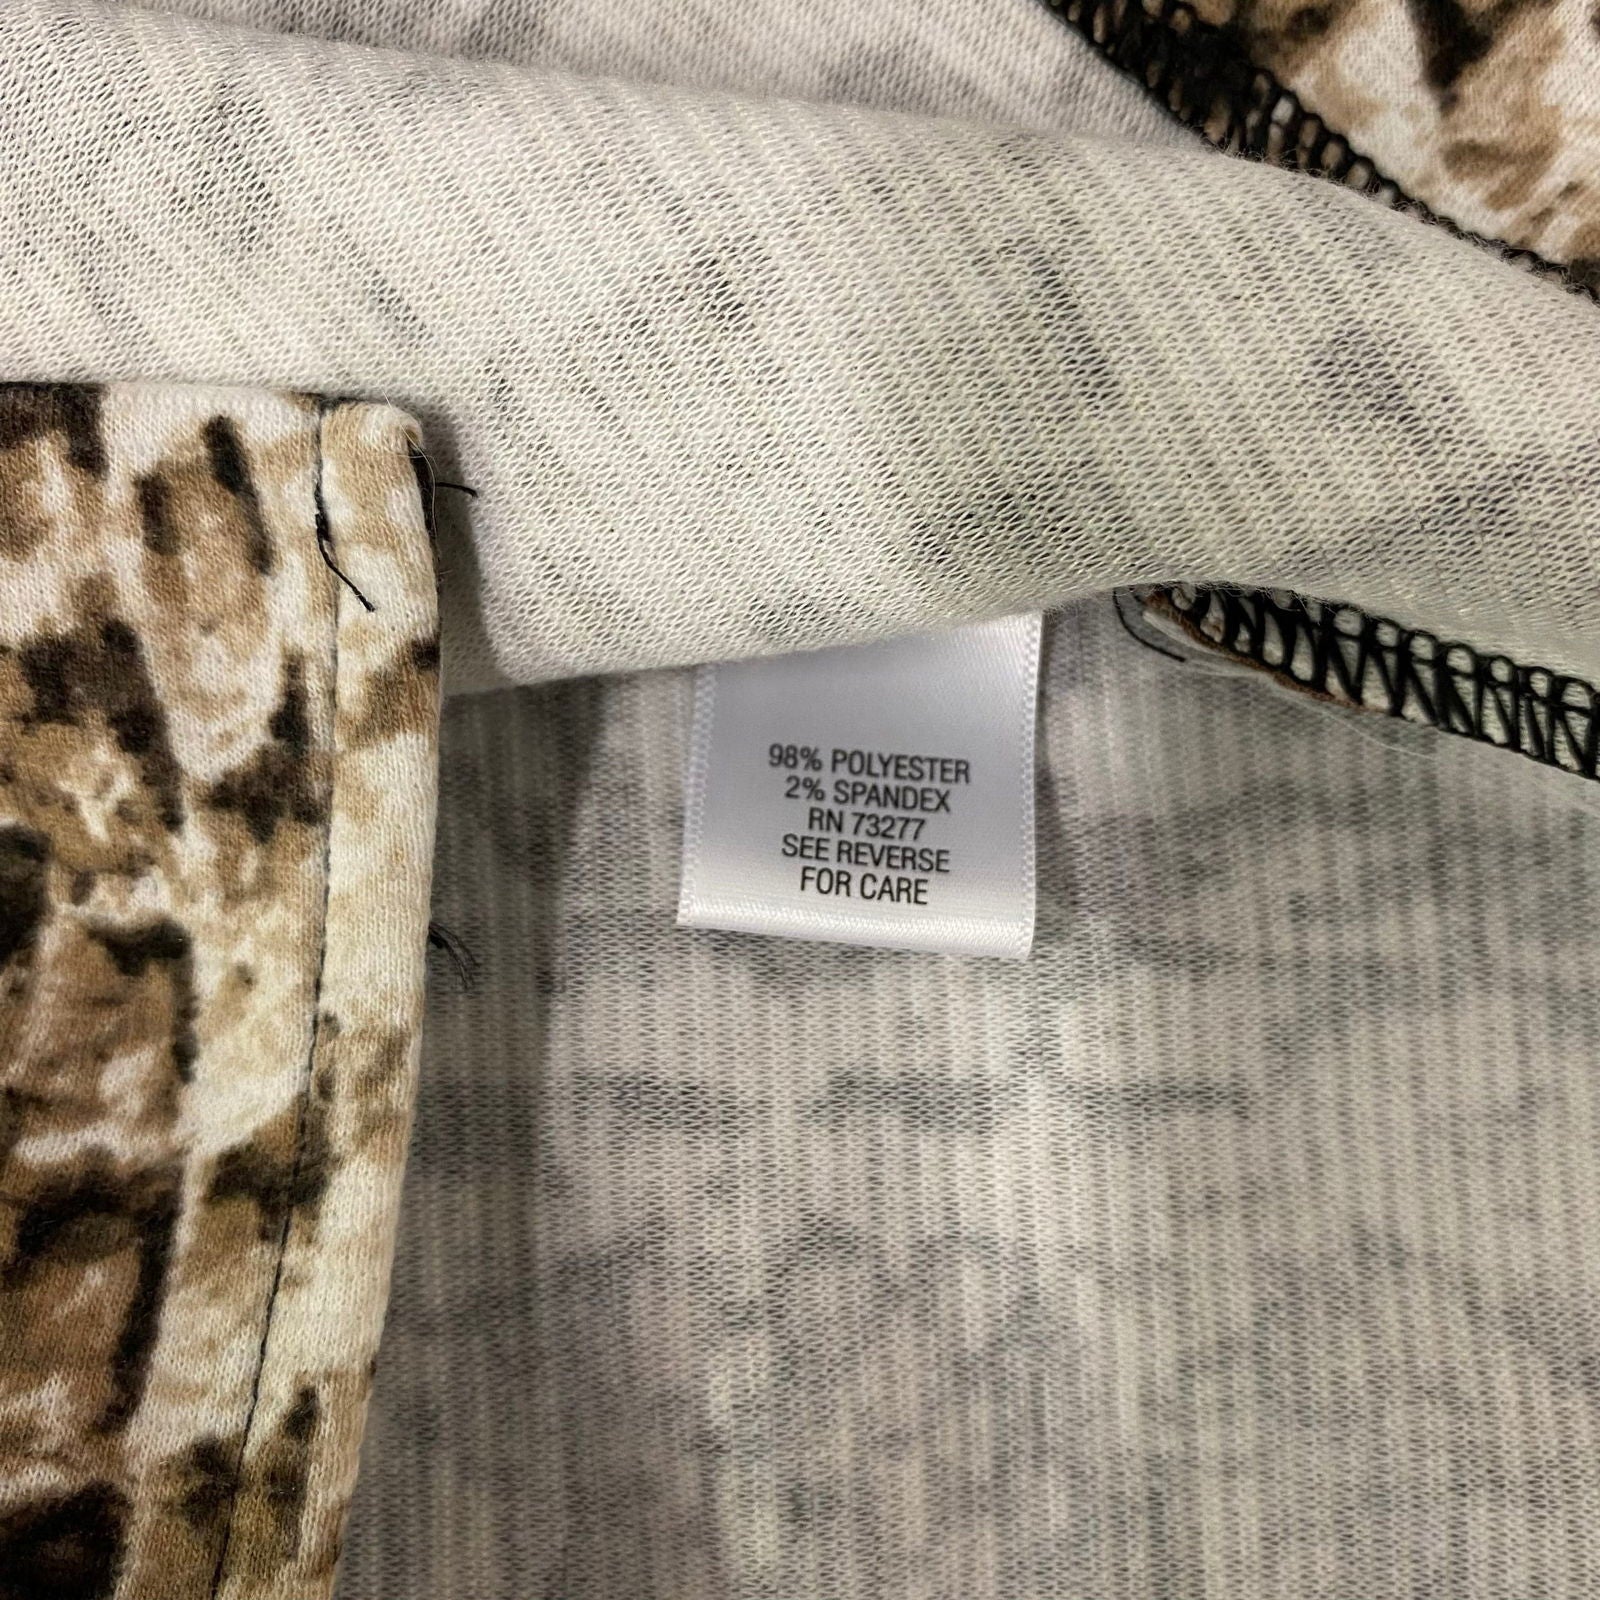 98% POLYESTER
2% SPANDEX
RN 73277
SEE REVERSE
FOR CARE